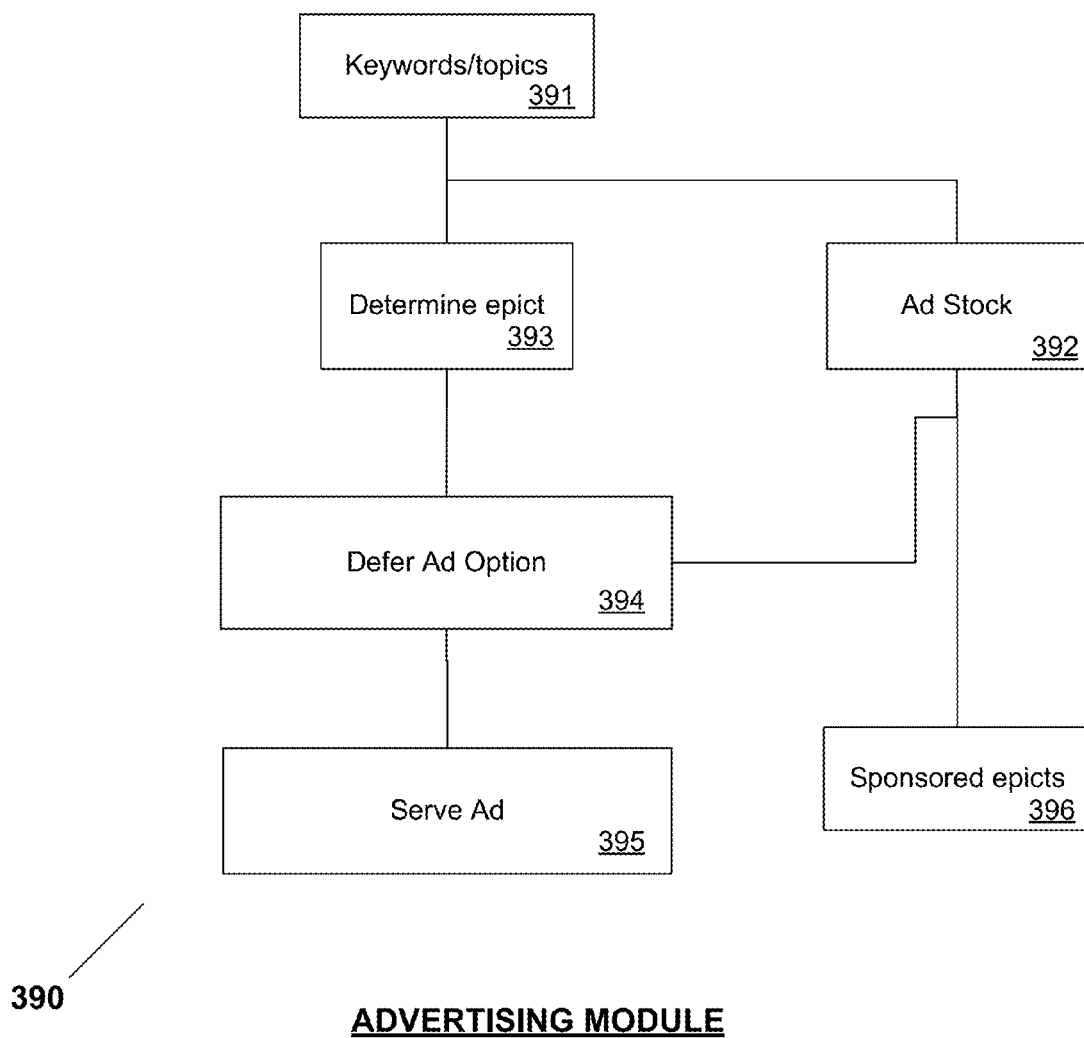 Keywords/topics
391
Determine epict
393
Ad Stock
392
Defer Ad Option
394
Serve Ad
395
Sponsored epicts
396
390
ADVERTISING MODULE